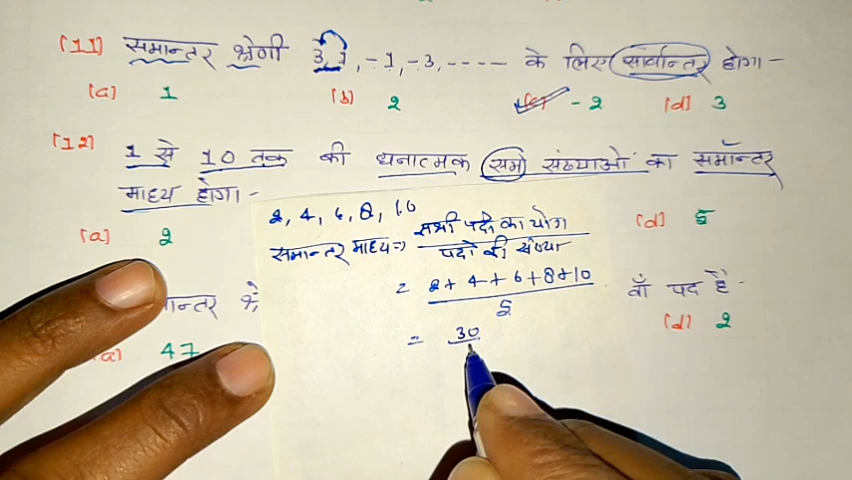 [11] समान्तर श्रेणी 3, 1, -1, -3, ---- के लिए सार्वान्तर होगा-
[a] 1 [b] 2 [c] -2 [d] 3
[12] 1 से 10 तक की धनात्मक सम संख्याओं का समान्तर
माध्य होगा -
2, 4, 6, 8, 10
[a] 2 [d] 5
समान्तर माध्य => सभी पदों का योग
पदों की संख्या
= 2+4+6+8+10
5
वाँ पद है -
= 30
[a] 47 [d] 2